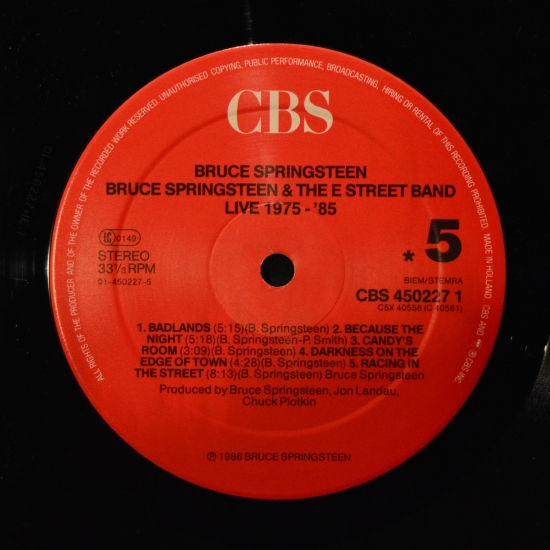 ALL RIGHTS OF THE PRODUCER AND OF THE OWNER OF THE RECORDED WORK RESERVED. UNAUTHORISED COPYING, PUBLIC PERFORMANCE, BROADCASTING, HIRING OR RENTAL OF THIS RECORDING PROHIBITED. MADE IN HOLLAND. CBS INC.
CBS
BRUCE SPRINGSTEEN
BRUCE SPRINGSTEEN & THE E STREET BAND
LIVE 1975 - '85
LC 0149
STEREO
33⅓ RPM
01-450227-5
* 5
BIEM/STEMRA
CBS 450227 1
C5X 40558 (C 40561)
1. BADLANDS (5:15)(B. Springsteen) 2. BECAUSE THE
NIGHT (5:18)(B. Springsteen-P. Smith) 3. CANDY'S
ROOM (3:09)(B. Springsteen) 4. DARKNESS ON THE
EDGE OF TOWN (4:28)(B. Springsteen) 5. RACING IN
THE STREET (8:13)(B. Springsteen) Bruce Springsteen
Produced by Bruce Springsteen, Jon Landau,
Chuck Plotkin
℗ 1986 BRUCE SPRINGSTEEN